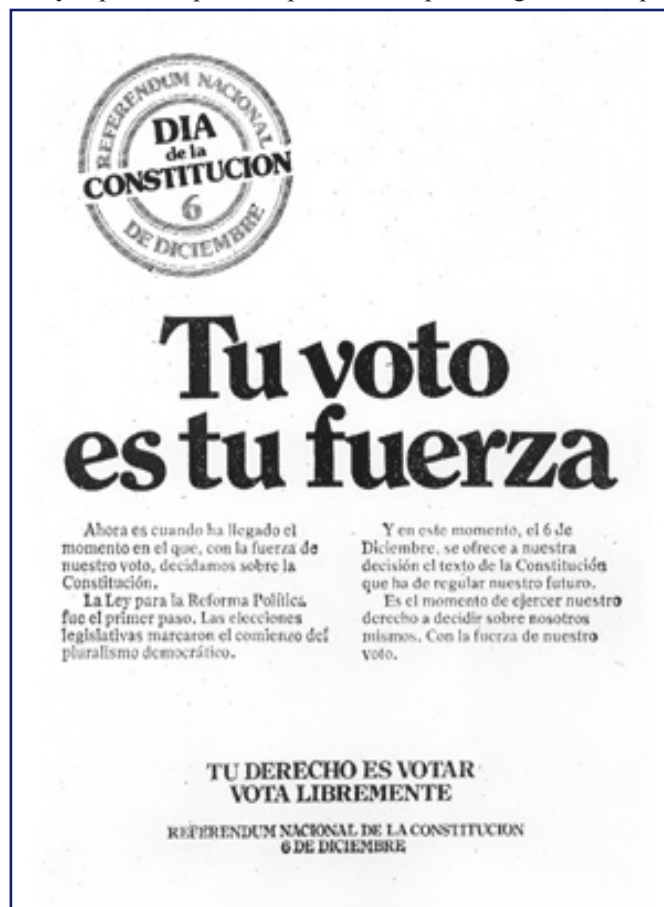 REFERENDUM NACIONAL
DIA
de la
CONSTITUCION
6
DE DICIEMBRE
Tu voto
es tu fuerza
Ahora es cuando ha llegado el
momento en el que, con la fuerza de
nuestro voto, decidamos sobre la
Constitución.
La Ley para la Reforma Política
fue el primer paso. Las elecciones
legislativas marcaron el comienzo del
pluralismo democrático.
Y en este momento, el 6 de
Diciembre, se ofrece a nuestra
decisión el texto de la Constitución
que ha de regular nuestro futuro.
Es el momento de ejercer nuestro
derecho a decidir sobre nosotros
mismos. Con la fuerza de nuestro
voto.
TU DERECHO ES VOTAR
VOTA LIBREMENTE
REFERENDUM NACIONAL DE LA CONSTITUCION
6 DE DICIEMBRE